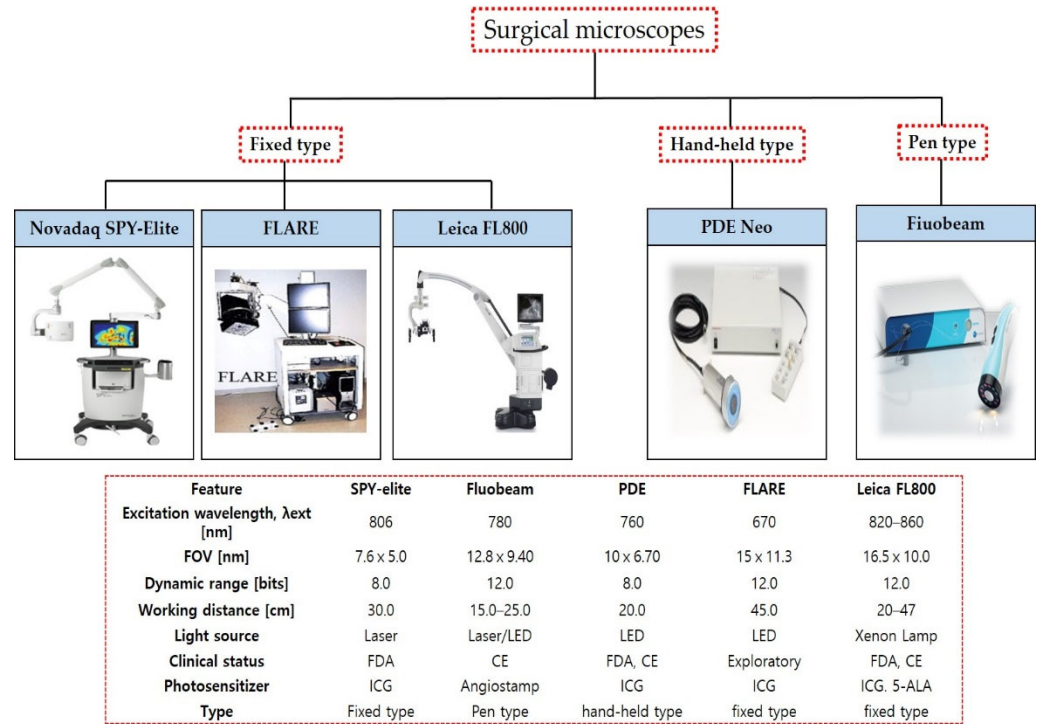 Surgical microscopes
Fixed type
Hand-held type
Pen type
Novadaq SPY-Elite
FLARE
Leica FL800
PDE Neo
Fiuobeam
FLARE
Feature SPY-elite Fluobeam PDE FLARE Leica FL800
Excitation wavelength, λext [nm] 806 780 760 670 820–860
FOV [nm] 7.6 x 5.0 12.8 x 9.40 10 x 6.70 15 x 11.3 16.5 x 10.0
Dynamic range [bits] 8.0 12.0 8.0 12.0 12.0
Working distance [cm] 30.0 15.0–25.0 20.0 45.0 20–47
Light source Laser Laser/LED LED LED Xenon Lamp
Clinical status FDA CE FDA, CE Exploratory FDA, CE
Photosensitizer ICG Angiostamp ICG ICG ICG. 5-ALA
Type Fixed type Pen type hand-held type fixed type fixed type